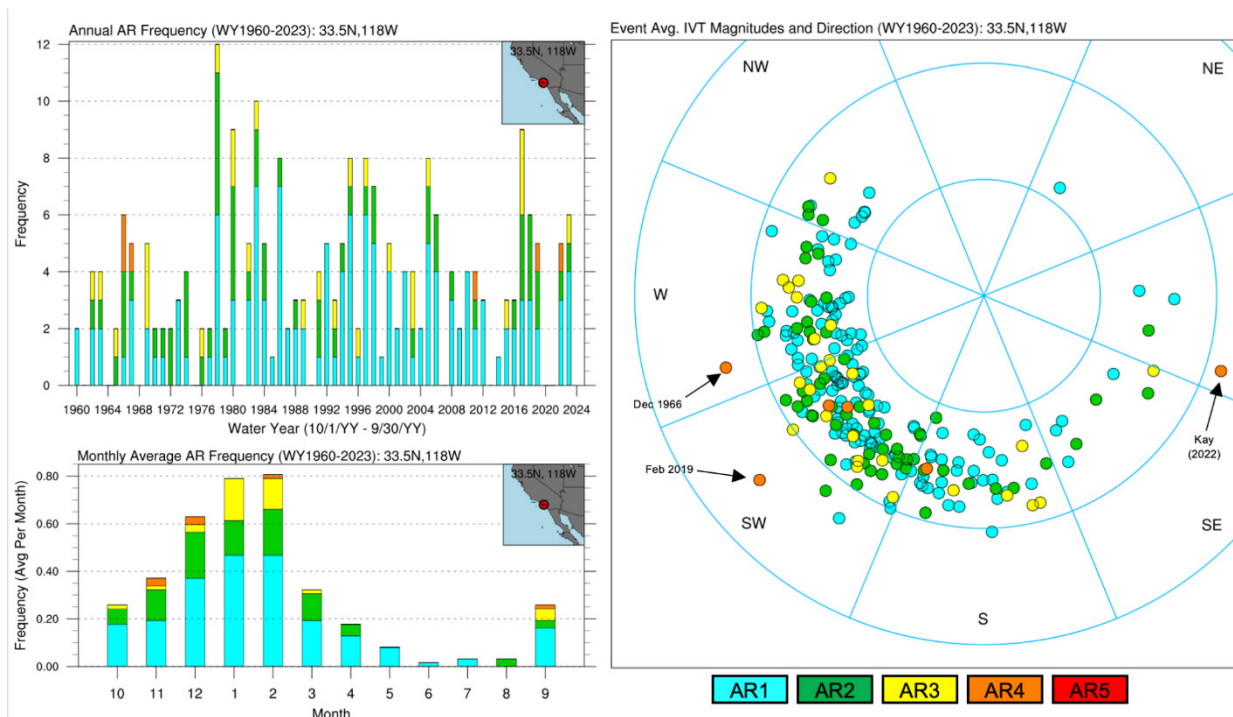 Annual AR Frequency (WY1960-2023): 33.5N,118W
33.5N, 118W
12
10
8
6
4
2
0
Frequency
1960 1964 1968 1972 1976 1980 1984 1988 1992 1996 2000 2004 2008 2012 2016 2020 2024
Water Year (10/1/YY - 9/30/YY)
Monthly Average AR Frequency (WY1960-2023): 33.5N,118W
33.5N, 118W
0.80
0.60
0.40
0.20
0.00
Frequency (Avg Per Month)
10 11 12 1 2 3 4 5 6 7 8 9
Month
Event Avg. IVT Magnitudes and Direction (WY1960-2023): 33.5N,118W
NW
NE
W
Dec 1966
Kay
(2022)
Feb 2019
SW
SE
S
AR1 AR2 AR3 AR4 AR5